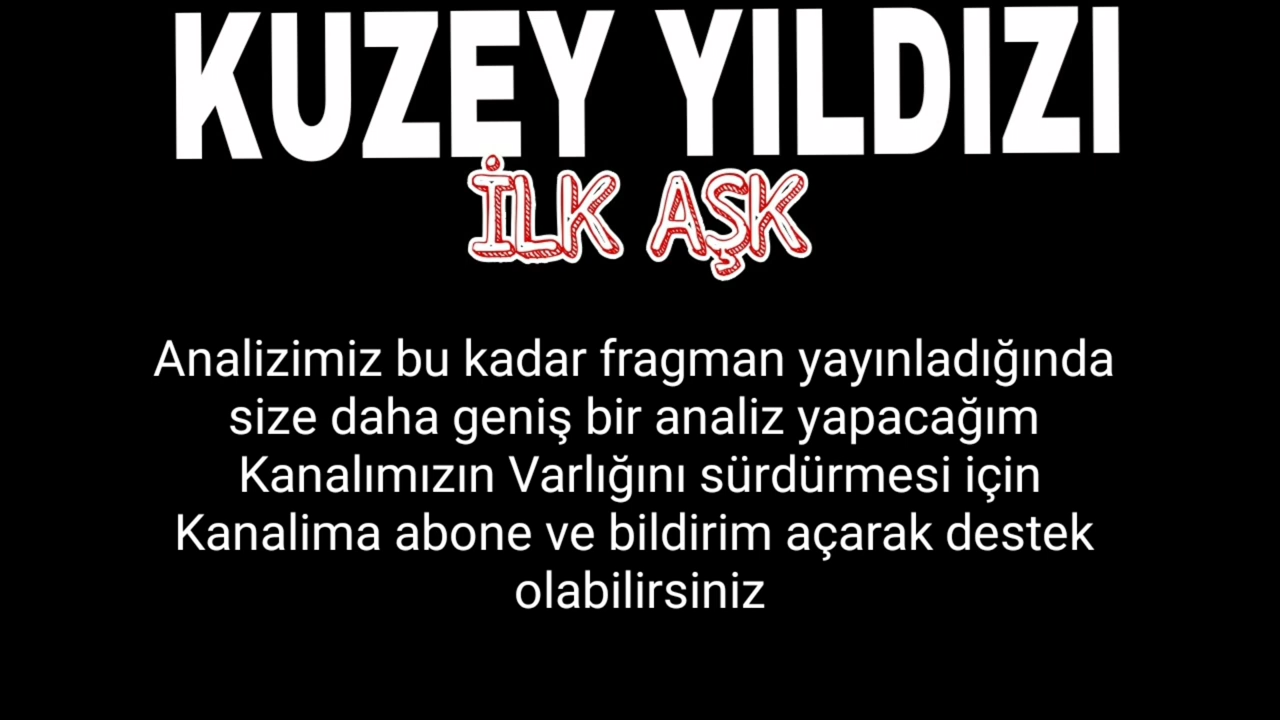 KUZEY YILDIZI
İLK AŞK
Analizimiz bu kadar fragman yayınladığında
size daha geniş bir analiz yapacağım
Kanalımızın Varlığını sürdürmesi için
Kanalima abone ve bildirim açarak destek
olabilirsiniz